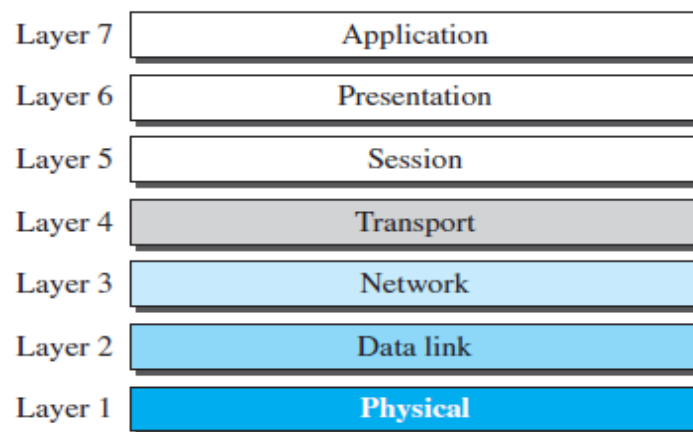 Layer 7 Application
Layer 6 Presentation
Layer 5 Session
Layer 4 Transport
Layer 3 Network
Layer 2 Data link
Layer 1 Physical